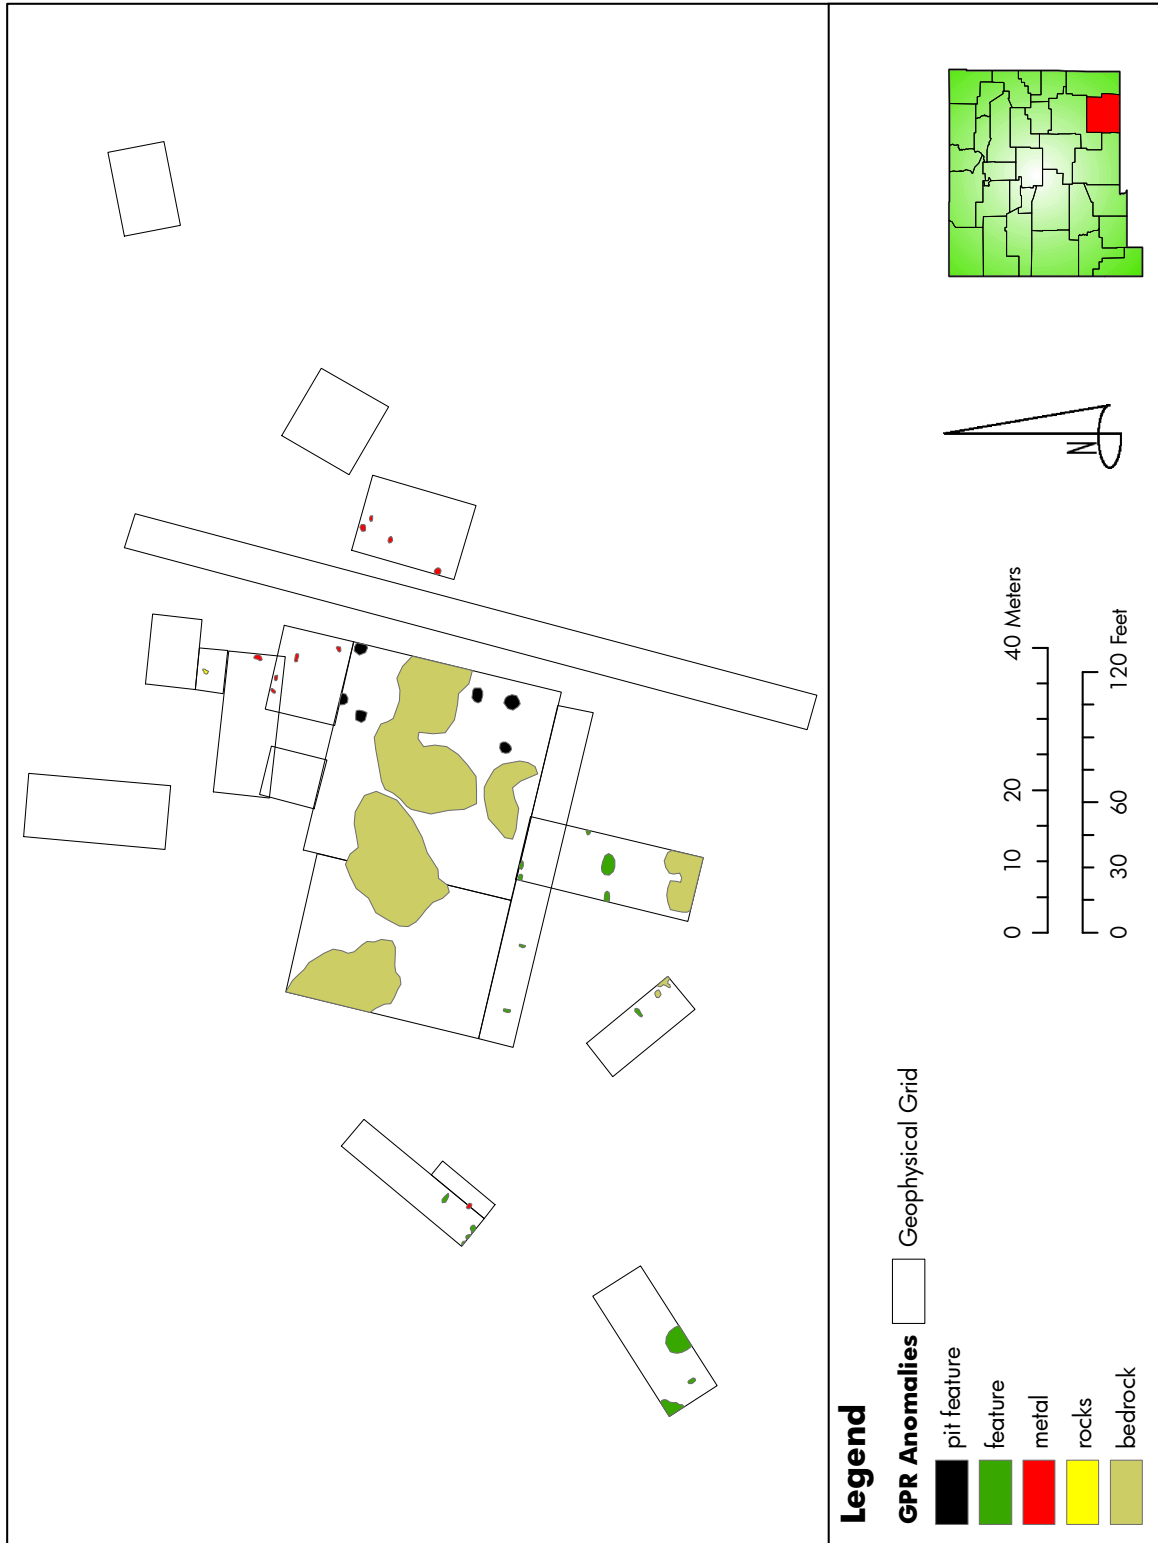 Legend
GPR Anomalies
pit feature
feature
metal
rocks
bedrock
Geophysical Grid
0 10 20 40 Meters
0 30 60 120 Feet
N